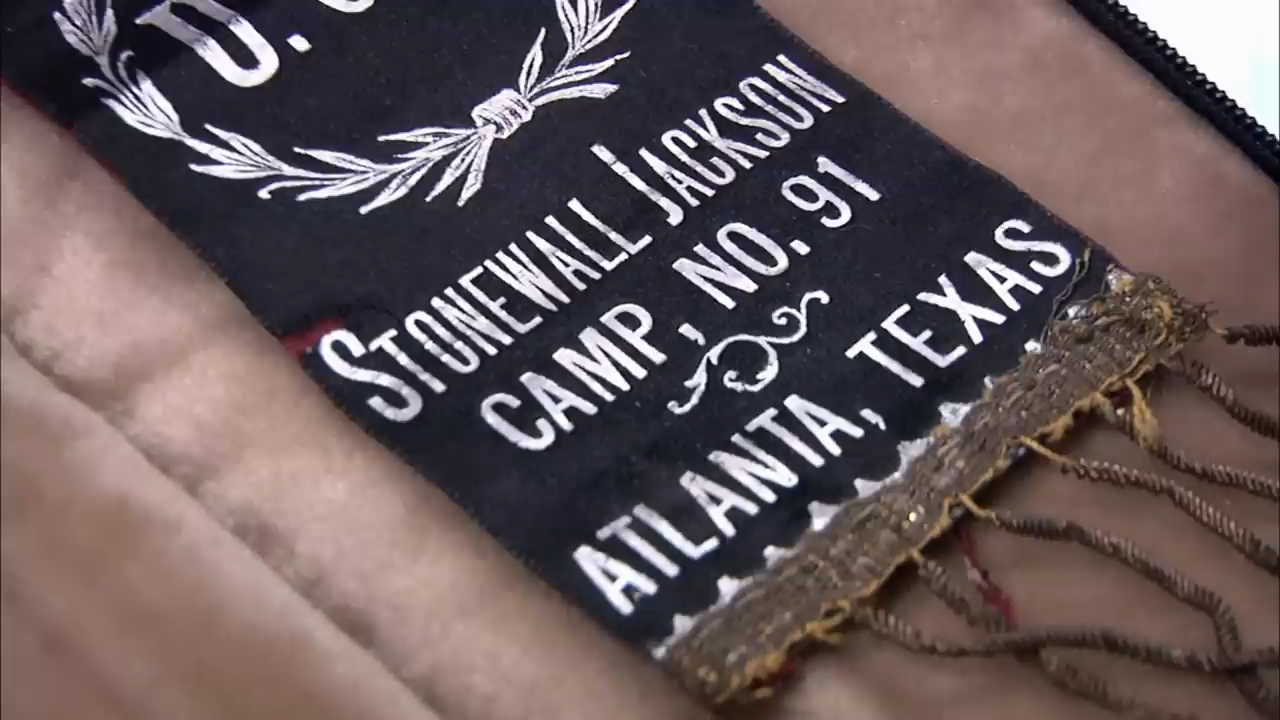 D.
STONEWALL JACKSON
CAMP, NO. 91
ATLANTA, TEXAS